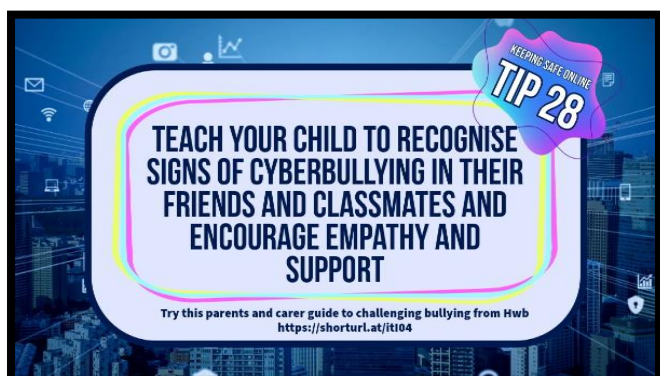 KEEPING SAFE ONLINE
TIP 28
TEACH YOUR CHILD TO RECOGNISE
SIGNS OF CYBERBULLYING IN THEIR
FRIENDS AND CLASSMATES AND
ENCOURAGE EMPATHY AND
SUPPORT
Try this parents and carer guide to challenging bullying from Hwb
https://shorturl.at/itI04